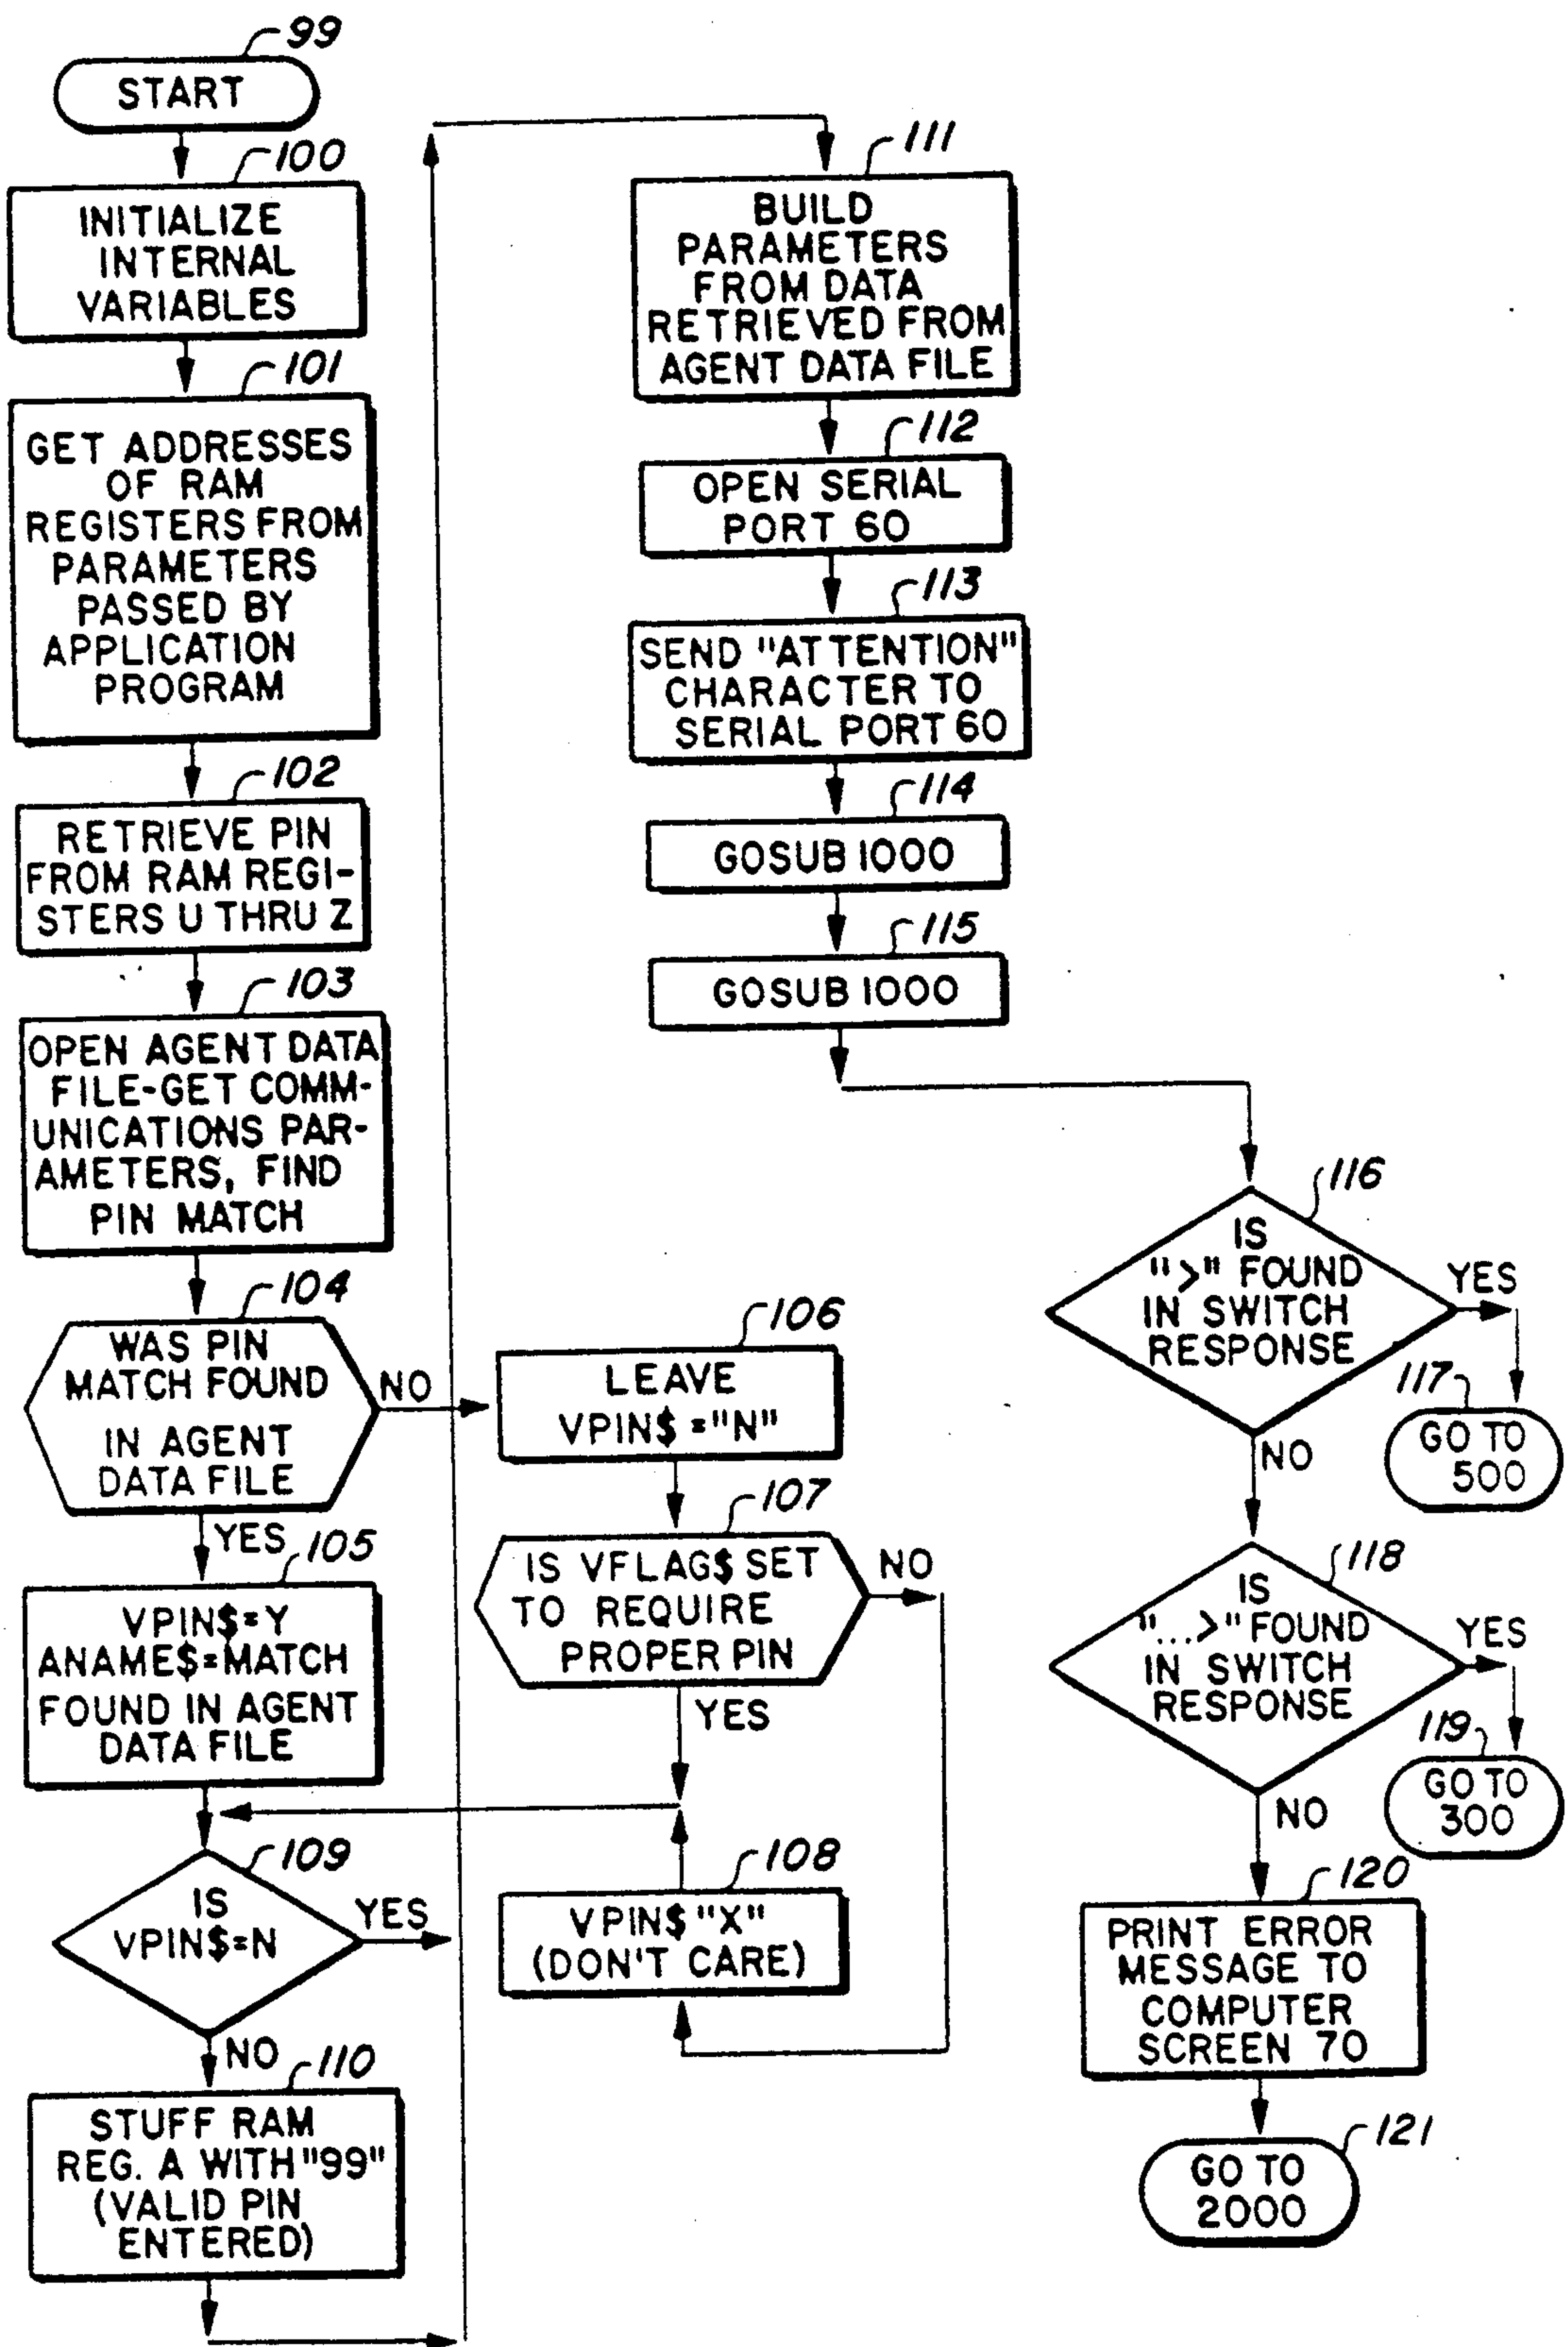 99
START
100
INITIALIZE
INTERNAL
VARIABLES
101
GET ADDRESSES
OF RAM
REGISTERS FROM
PARAMETERS
PASSED BY
APPLICATION
PROGRAM
102
RETRIEVE PIN
FROM RAM REGI-
STERS U THRU Z
103
OPEN AGENT DATA
FILE-GET COMM-
UNICATIONS PAR-
AMETERS, FIND
PIN MATCH
104
WAS PIN
MATCH FOUND
IN AGENT
DATA FILE
NO
YES
105
VPIN$=Y
ANAME$=MATCH
FOUND IN AGENT
DATA FILE
106
LEAVE
VPIN$="N"
107
IS VFLAG$ SET
TO REQUIRE
PROPER PIN
NO
YES
108
VPIN$"X"
(DON'T CARE)
109
IS
VPIN$=N
YES
NO
110
STUFF RAM
REG. A WITH "99"
(VALID PIN
ENTERED)
111
BUILD
PARAMETERS
FROM DATA
RETRIEVED FROM
AGENT DATA FILE
112
OPEN SERIAL
PORT 60
113
SEND "ATTENTION"
CHARACTER TO
SERIAL PORT 60
114
GOSUB 1000
115
GOSUB 1000
116
IS
">" FOUND
IN SWITCH
RESPONSE
YES
117
GO TO
500
NO
118
IS
"...>" FOUND
IN SWITCH
RESPONSE
YES
119
GO TO
300
NO
120
PRINT ERROR
MESSAGE TO
COMPUTER
SCREEN 70
121
GO TO
2000